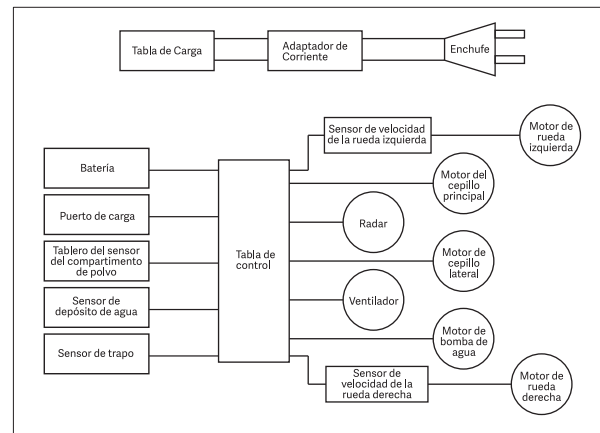 Tabla de Carga
Adaptador de
Corriente
Enchufe
Sensor de velocidad
de la rueda izquierda
Motor de
rueda
izquierda
Batería
Motor del
cepillo
principal
Puerto de carga
Radar
Tablero del sensor
del compartimento
de polvo
Tabla de
control
Motor de
cepillo
lateral
Sensor de
depósito de agua
Ventilador
Motor de
bomba de
agua
Sensor de trapo
Sensor de
velocidad de la
rueda derecha
Motor de
rueda
derecha